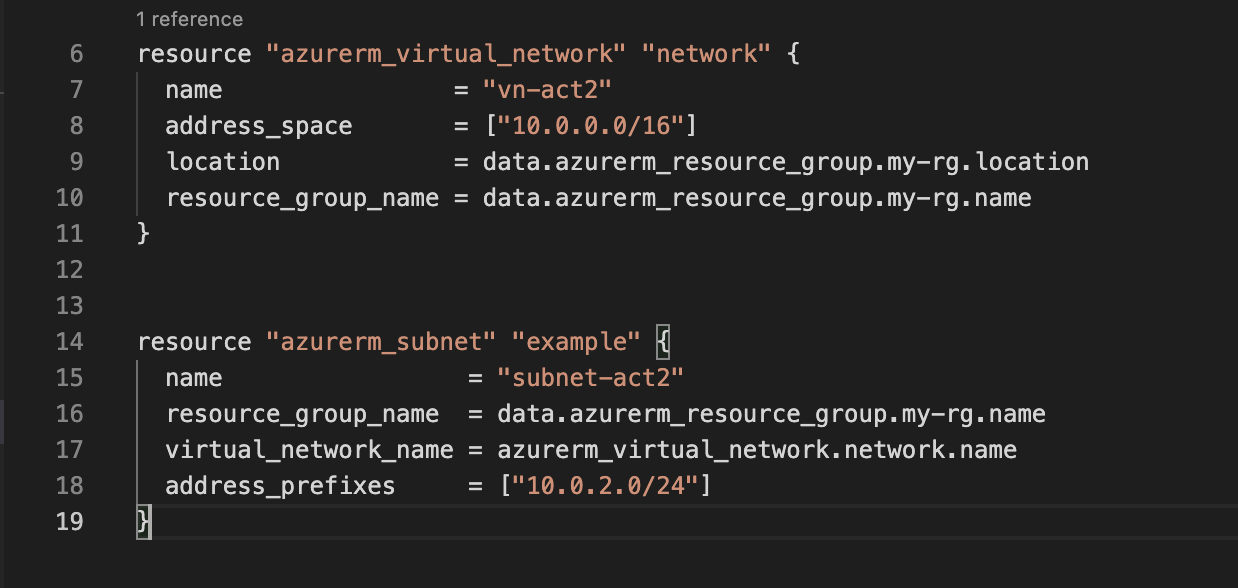 1 reference
6 resource "azurerm_virtual_network" "network" {
7   name                = "vn-act2"
8   address_space       = ["10.0.0.0/16"]
9   location            = data.azurerm_resource_group.my-rg.location
10   resource_group_name = data.azurerm_resource_group.my-rg.name
11 }
12
13
14 resource "azurerm_subnet" "example" {
15   name                 = "subnet-act2"
16   resource_group_name  = data.azurerm_resource_group.my-rg.name
17   virtual_network_name = azurerm_virtual_network.network.name
18   address_prefixes     = ["10.0.2.0/24"]
19 }